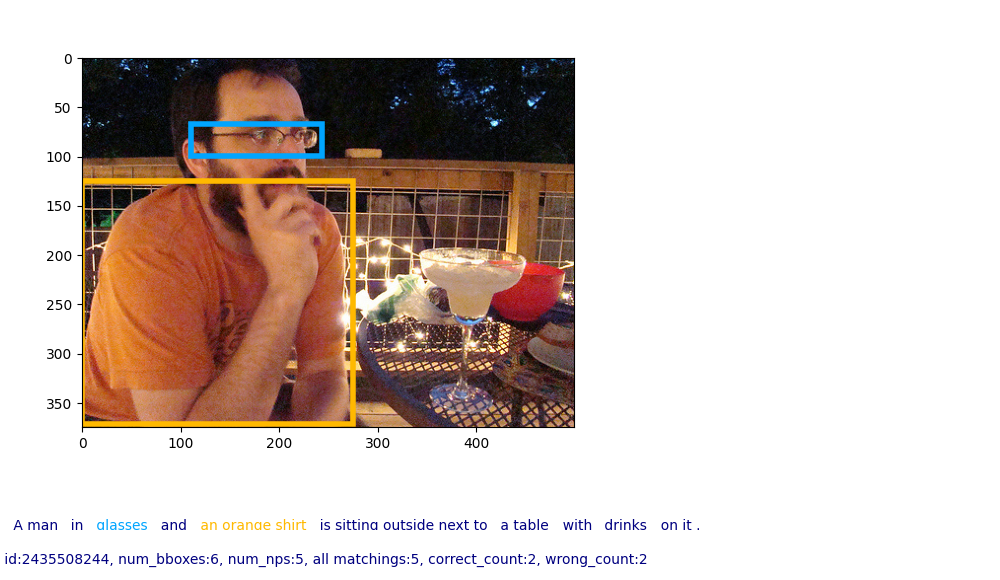 0
50
100
150
200
250
300
350
0 100 200 300 400
A man in glasses and an orange shirt is sitting outside next to a table with drinks on it .
id:2435508244, num_bboxes:6, num_nps:5, all matchings:5, correct_count:2, wrong_count:2